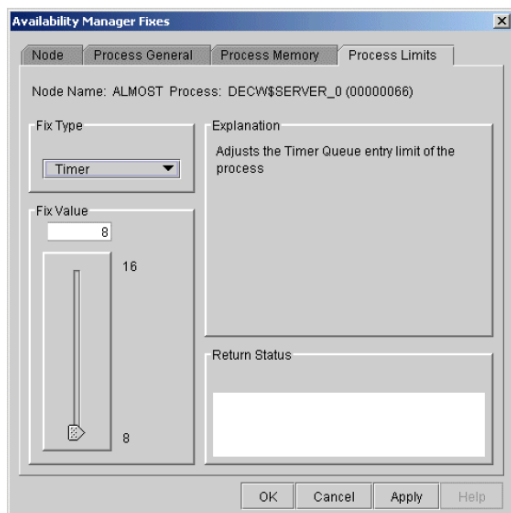 Availability Manager Fixes
Node Process General Process Memory Process Limits
Node Name: ALMOST Process: DECW$SERVER_0 (00000066)
Fix Type
Timer
Explanation
Adjusts the Timer Queue entry limit of the
process
Fix Value
8
16
8
Return Status
OK Cancel Apply Help